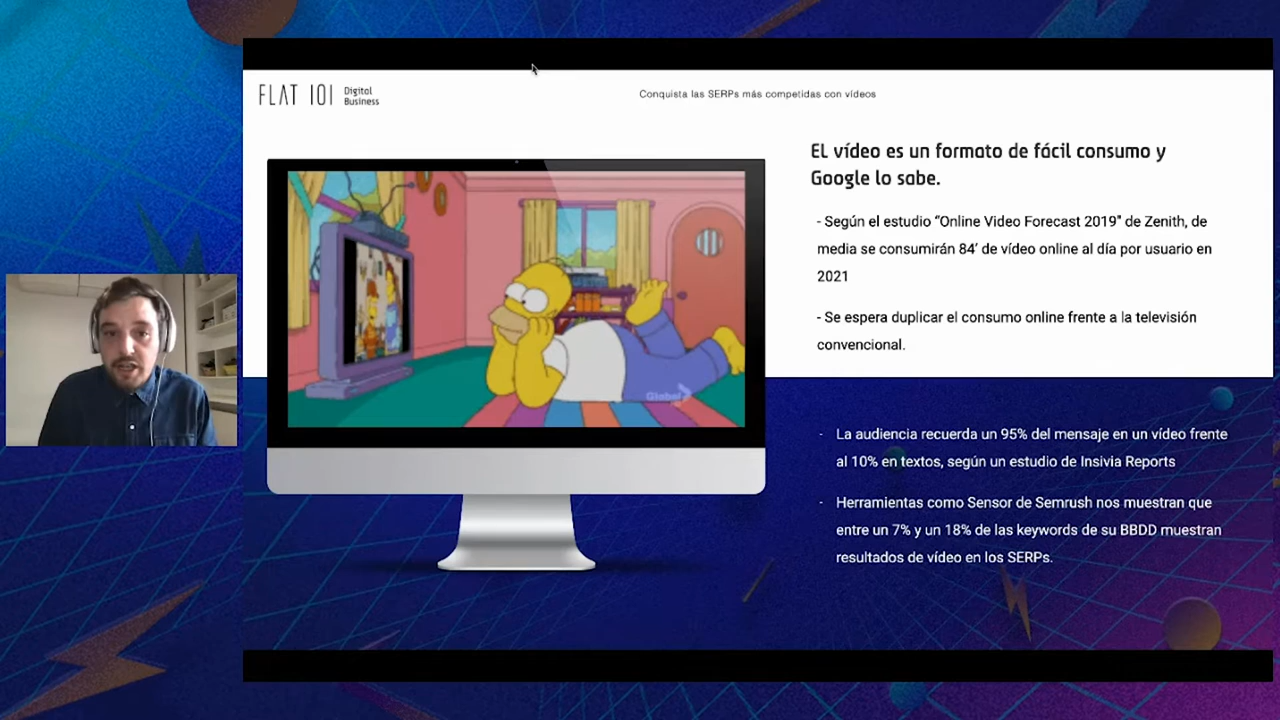 FLAT 101 Digital
Business
Conquista las SERPs más competidas con vídeos
EL vídeo es un formato de fácil consumo y
Google lo sabe.
- Según el estudio “Online Video Forecast 2019” de Zenith, de
media se consumirán 84’ de vídeo online al día por usuario en
2021
- Se espera duplicar el consumo online frente a la televisión
convencional.
Global
- La audiencia recuerda un 95% del mensaje en un vídeo frente
al 10% en textos, según un estudio de Insivia Reports
- Herramientas como Sensor de Semrush nos muestran que
entre un 7% y un 18% de las keywords de su BBDD muestran
resultados de vídeo en los SERPs.